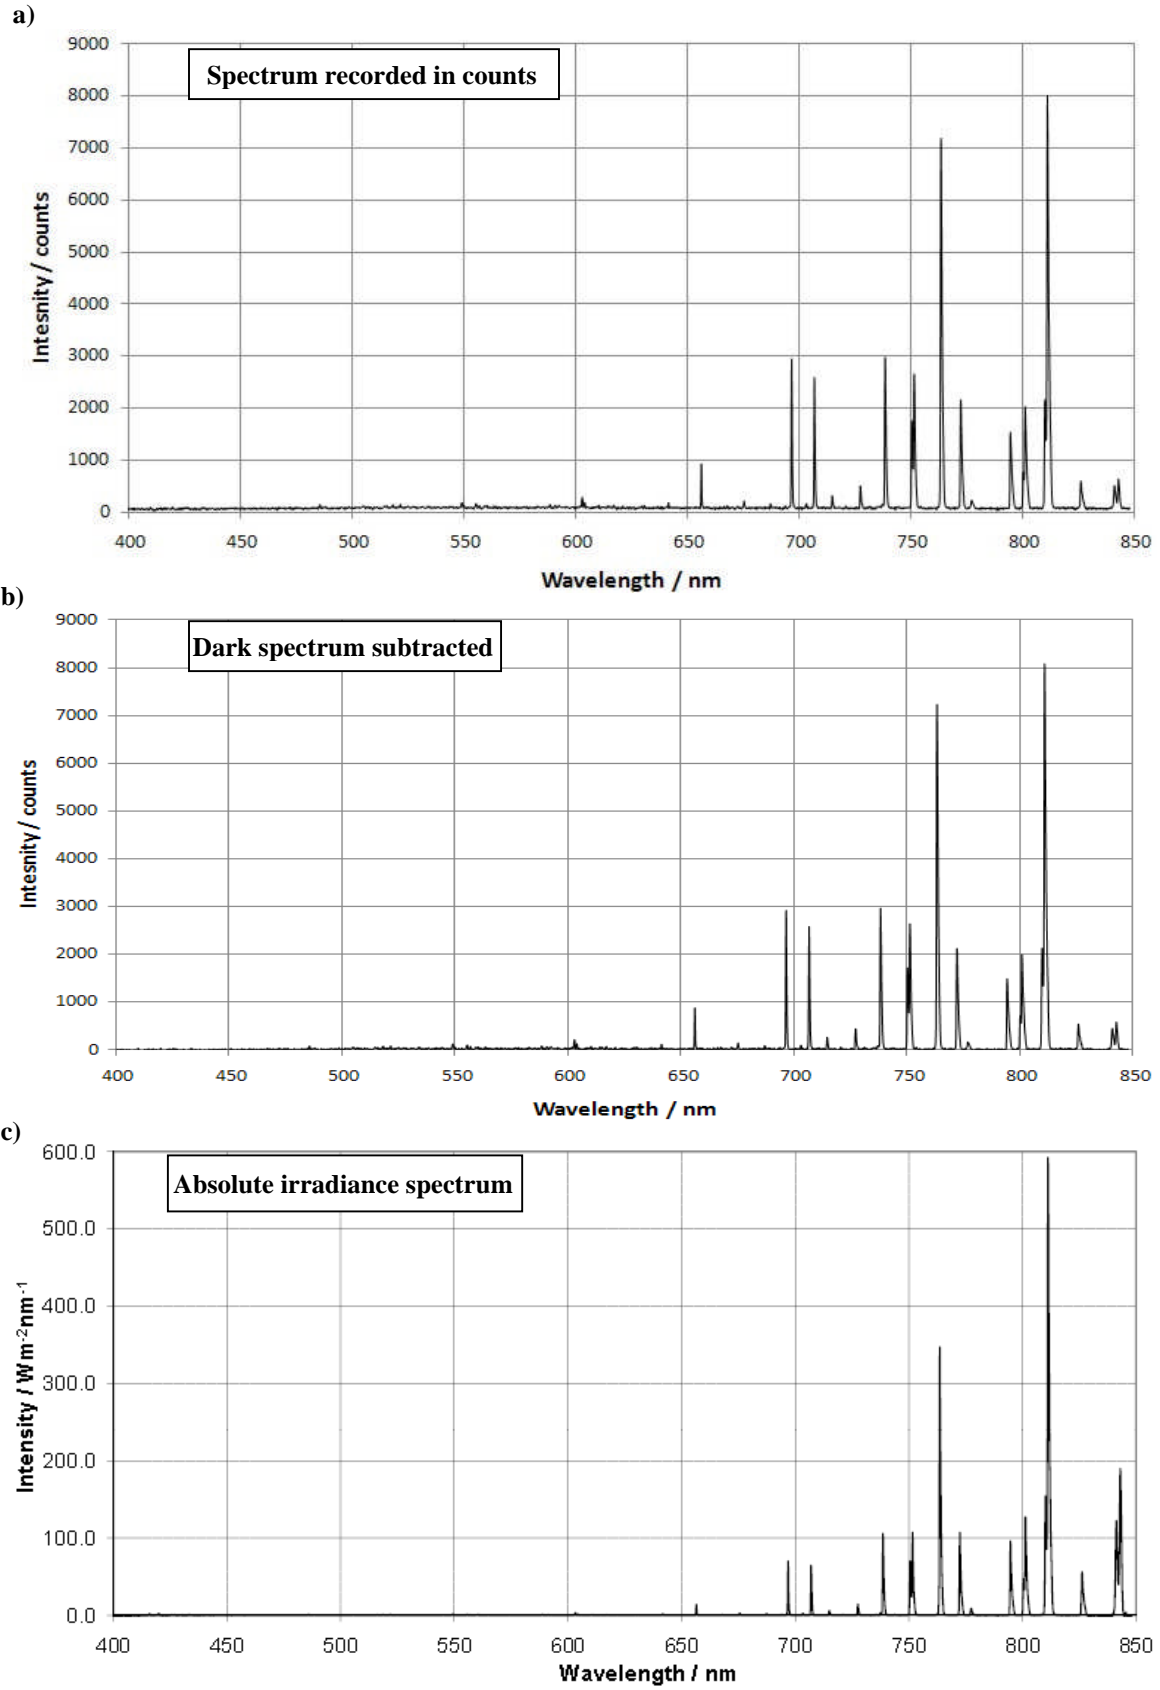 a)
Spectrum recorded in counts
9000
8000
7000
6000
5000
4000
3000
2000
1000
0
Intesnity / counts
400 450 500 550 600 650 700 750 800 850
Wavelength / nm
b)
Dark spectrum subtracted
9000
8000
7000
6000
5000
4000
3000
2000
1000
0
Intesnity / counts
400 450 500 550 600 650 700 750 800 850
Wavelength / nm
c)
Absolute irradiance spectrum
600.0
500.0
400.0
300.0
200.0
100.0
0.0
Intensity / Wm-2nm-1
400 450 500 550 600 650 700 750 800 850
Wavelength / nm